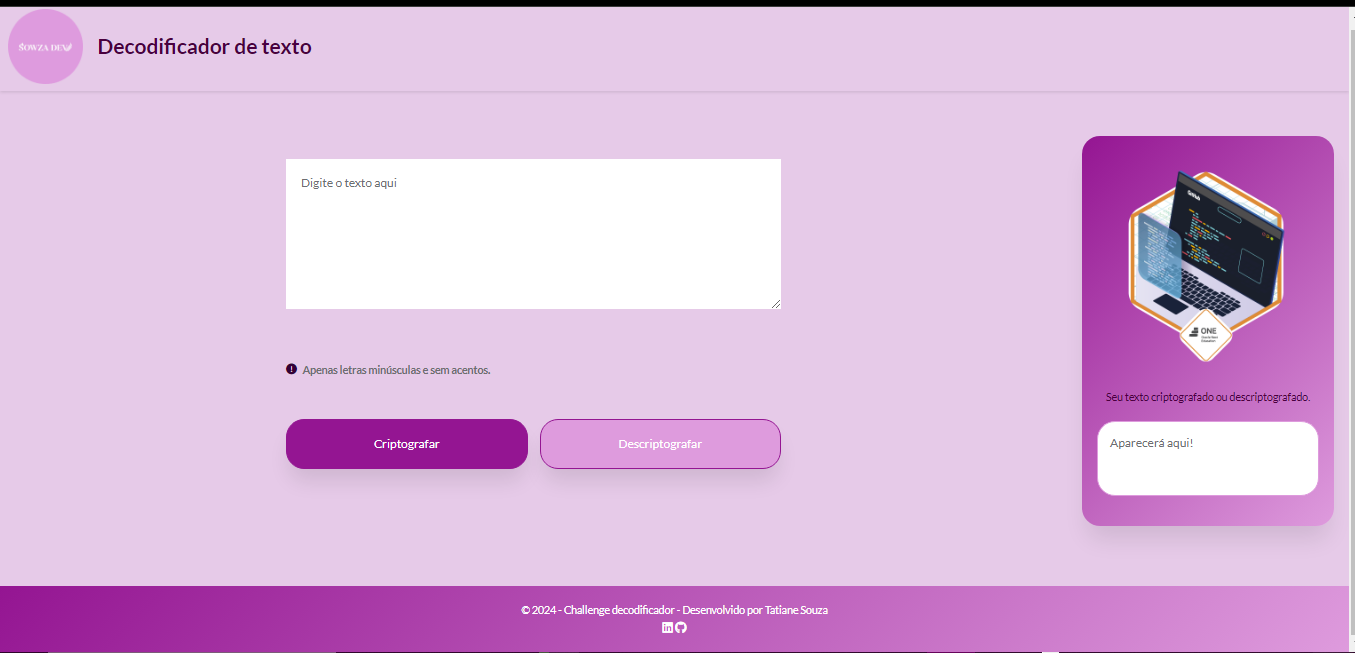 SOWZA DEV
Decodificador de texto
Digite o texto aqui
Apenas letras minúsculas e sem acentos.
Criptografar
Descriptografar
ONE
Seu texto criptografado ou descriptografado.
Aparecerá aqui!
© 2024 - Challenge decodificador - Desenvolvido por Tatiane Souza